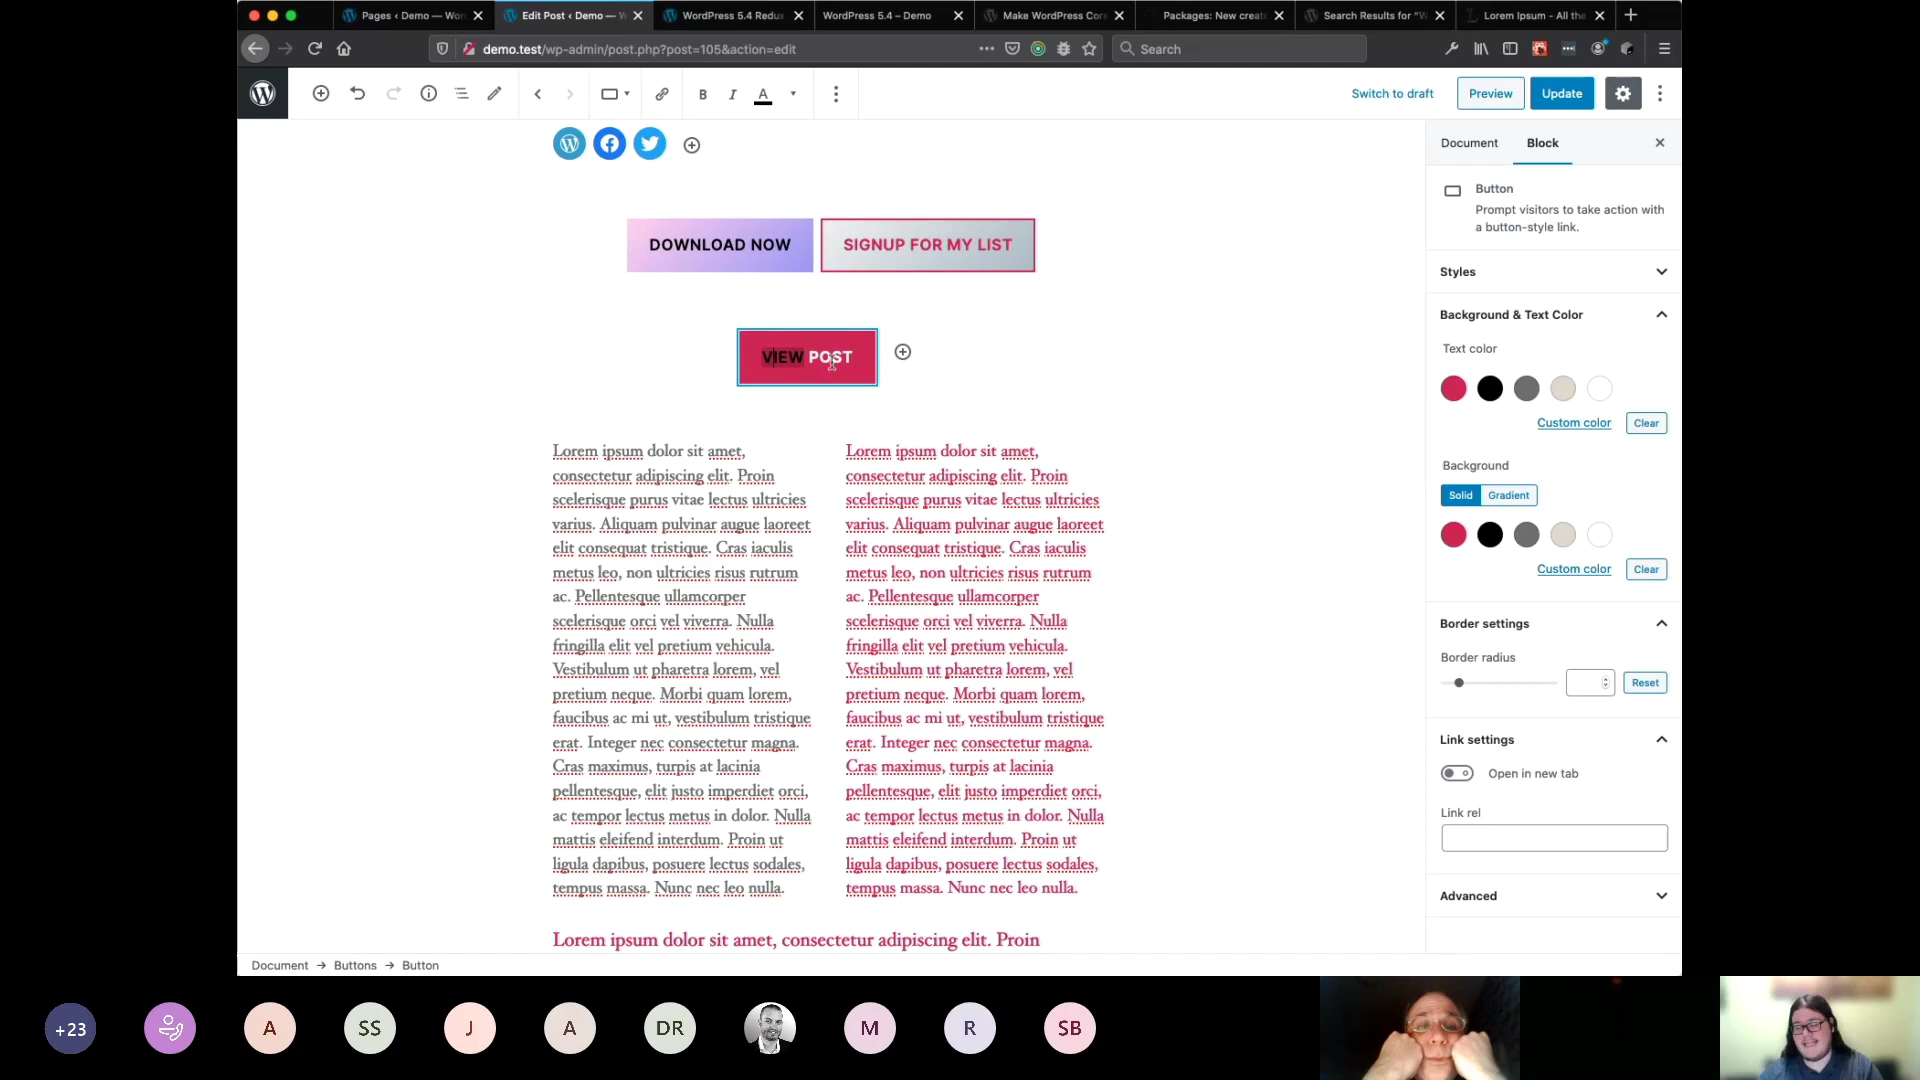 Pages ‹ Demo — Wor
Edit Post ‹ Demo — W
WordPress 5.4 Redux
WordPress 5.4 – Demo
Make WordPress Cor
Packages: New create
Search Results for "W
Lorem Ipsum - All the
demo.test/wp-admin/post.php?post=105&action=edit
Search
B I A
Switch to draft
Preview
Update
DOWNLOAD NOW
SIGNUP FOR MY LIST
VIEW POST
Lorem ipsum dolor sit amet,
consectetur adipiscing elit. Proin
scelerisque purus vitae lectus ultricies
varius. Aliquam pulvinar augue laoreet
elit consequat tristique. Cras iaculis
metus leo, non ultricies risus rutrum
ac. Pellentesque ullamcorper
scelerisque orci vel viverra. Nulla
fringilla elit vel pretium vehicula.
Vestibulum ut pharetra lorem, vel
pretium neque. Morbi quam lorem,
faucibus ac mi ut, vestibulum tristique
erat. Integer nec consectetur magna.
Cras maximus, turpis at lacinia
pellentesque, elit justo imperdiet orci,
ac tempor lectus metus in dolor. Nulla
mattis eleifend interdum. Proin ut
ligula dapibus, posuere lectus sodales,
tempus massa. Nunc nec leo nulla.
Lorem ipsum dolor sit amet,
consectetur adipiscing elit. Proin
scelerisque purus vitae lectus ultricies
varius. Aliquam pulvinar augue laoreet
elit consequat tristique. Cras iaculis
metus leo, non ultricies risus rutrum
ac. Pellentesque ullamcorper
scelerisque orci vel viverra. Nulla
fringilla elit vel pretium vehicula.
Vestibulum ut pharetra lorem, vel
pretium neque. Morbi quam lorem,
faucibus ac mi ut, vestibulum tristique
erat. Integer nec consectetur magna.
Cras maximus, turpis at lacinia
pellentesque, elit justo imperdiet orci,
ac tempor lectus metus in dolor. Nulla
mattis eleifend interdum. Proin ut
ligula dapibus, posuere lectus sodales,
tempus massa. Nunc nec leo nulla.
Lorem ipsum dolor sit amet, consectetur adipiscing elit. Proin
Document
Block
Button
Prompt visitors to take action with
a button-style link.
Styles
Background & Text Color
Text color
Custom color
Clear
Background
Solid
Gradient
Custom color
Clear
Border settings
Border radius
Reset
Link settings
Open in new tab
Link rel
Advanced
Document → Buttons → Button
+23
A
SS
J
A
DR
M
R
SB